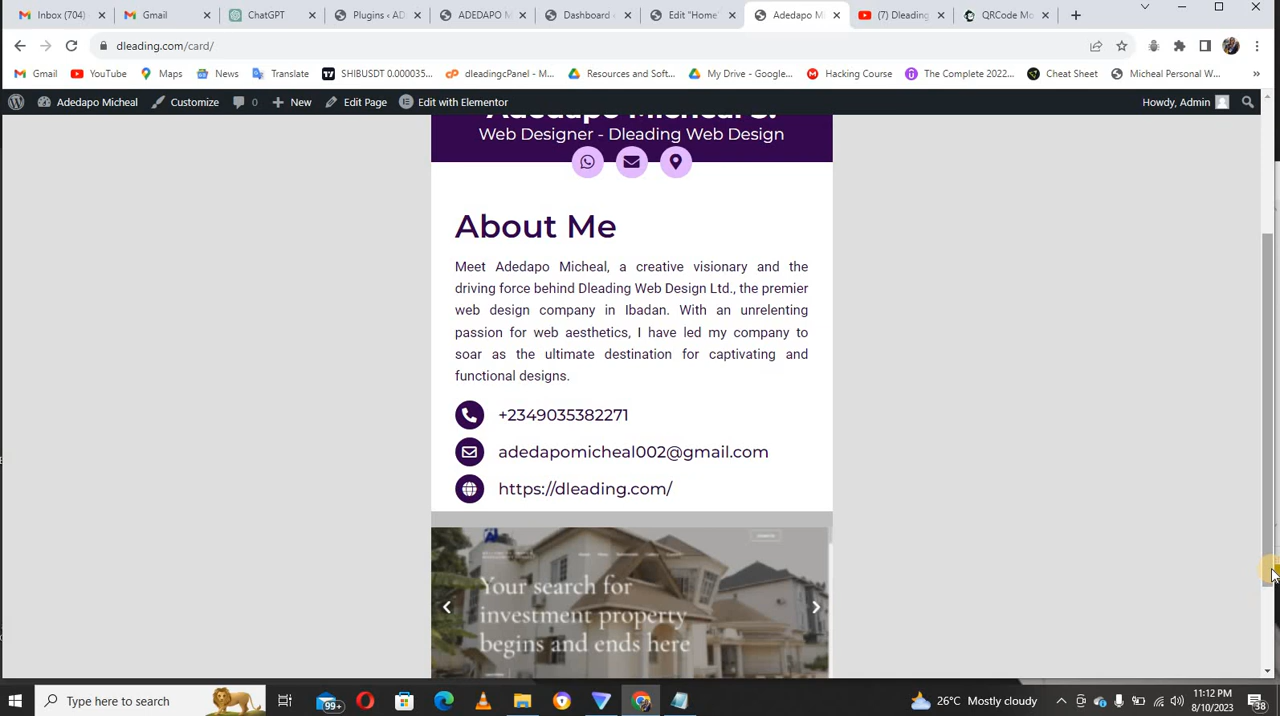 Inbox (704)
Gmail
ChatGPT
Plugins ‹ AD
ADEDAPO M
Dashboard
Edit "Home"
Adedapo M
(7) Dleading
QRCode Mo
dleading.com/card/
Gmail
YouTube
Maps
News
Translate
SHIBUSDT 0.000035...
dleadingcPanel - M...
Resources and Soft...
My Drive - Google...
Hacking Course
The Complete 2022...
Cheat Sheet
Micheal Personal W...
»
Adedapo Micheal
Customize
0
New
Edit Page
Edit with Elementor
Howdy, Admin
Adedapo Micheal S.
Web Designer - Dleading Web Design
About Me
Meet Adedapo Micheal, a creative visionary and the
driving force behind Dleading Web Design Ltd., the premier
web design company in Ibadan. With an unrelenting
passion for web aesthetics, I have led my company to
soar as the ultimate destination for captivating and
functional designs.
+2349035382271
adedapomicheal002@gmail.com
https://dleading.com/
Your search for
investment property
begins and ends here
Type here to search
99+
26°C Mostly cloudy
11:12 PM
8/10/2023
38